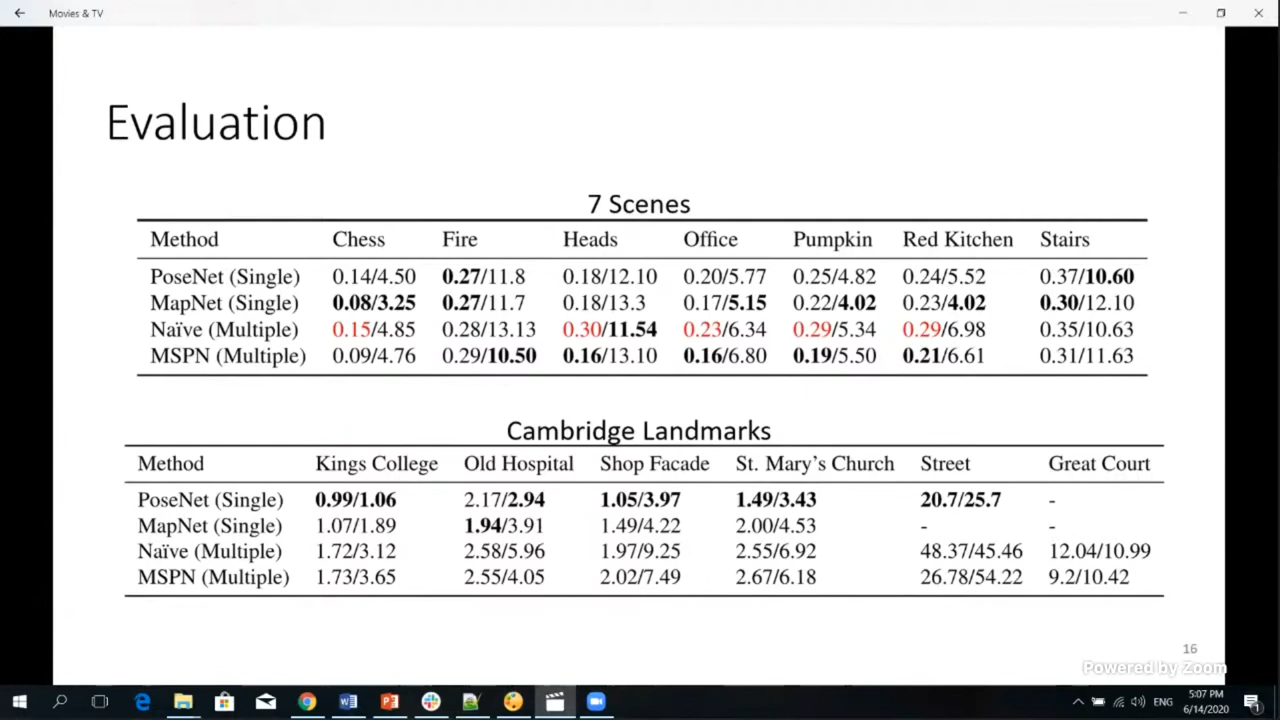 Movies & TV
Evaluation
7 Scenes
Method Chess Fire Heads Office Pumpkin Red Kitchen Stairs
PoseNet (Single) 0.14/4.50 0.27/11.8 0.18/12.10 0.20/5.77 0.25/4.82 0.24/5.52 0.37/10.60
MapNet (Single) 0.08/3.25 0.27/11.7 0.18/13.3 0.17/5.15 0.22/4.02 0.23/4.02 0.30/12.10
Naïve (Multiple) 0.15/4.85 0.28/13.13 0.30/11.54 0.23/6.34 0.29/5.34 0.29/6.98 0.35/10.63
MSPN (Multiple) 0.09/4.76 0.29/10.50 0.16/13.10 0.16/6.80 0.19/5.50 0.21/6.61 0.31/11.63
Cambridge Landmarks
Method Kings College Old Hospital Shop Facade St. Mary's Church Street Great Court
PoseNet (Single) 0.99/1.06 2.17/2.94 1.05/3.97 1.49/3.43 20.7/25.7 -
MapNet (Single) 1.07/1.89 1.94/3.91 1.49/4.22 2.00/4.53 - -
Naïve (Multiple) 1.72/3.12 2.58/5.96 1.97/9.25 2.55/6.92 48.37/45.46 12.04/10.99
MSPN (Multiple) 1.73/3.65 2.55/4.05 2.02/7.49 2.67/6.18 26.78/54.22 9.2/10.42
16
Powered by Zoom
ENG
5:07 PM
6/14/2020
1